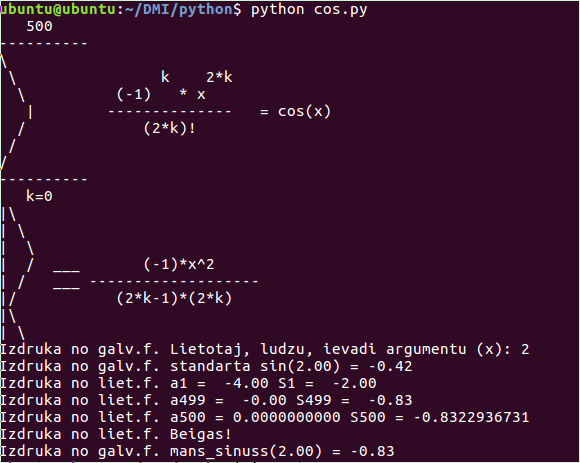 ubuntu@ubuntu:~/DMI/python$ python cos.py
   500
----------
\
 \                 k    2*k
  \          (-1)   * x
   |        --------------   = cos(x)
  /             (2*k)!
 /
/
----------
   k=0
|\
| \
|  \
|  /  ___       (-1)*x^2
| /   ___ -------------------
|/           (2*k-1)*(2*k)
|\
| \
Izdruka no galv.f. Lietotaj, ludzu, ievadi argumentu (x): 2
Izdruka no galv.f. standarta sin(2.00) = -0.42
Izdruka no liet.f. a1 =  -4.00 S1 =  -2.00
Izdruka no liet.f. a499 =  -0.00 S499 =  -0.83
Izdruka no liet.f. a500 = 0.0000000000 S500 = -0.8322936731
Izdruka no liet.f. Beigas!
Izdruka no galv.f. mans_sinuss(2.00) = -0.83